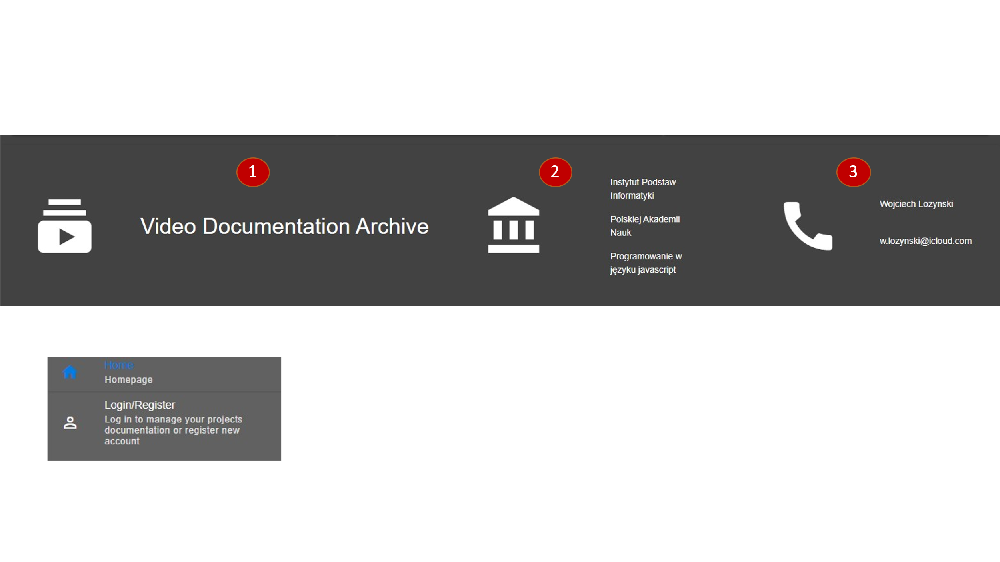 1
Video Documentation Archive
2
Instytut Podstaw
Informatyki
Polskiej Akademii
Nauk
Programowanie w
języku javascript
3
Wojciech Lozynski
w.lozynski@icloud.com
Home
Homepage
Login/Register
Log in to manage your projects
documentation or register new
account